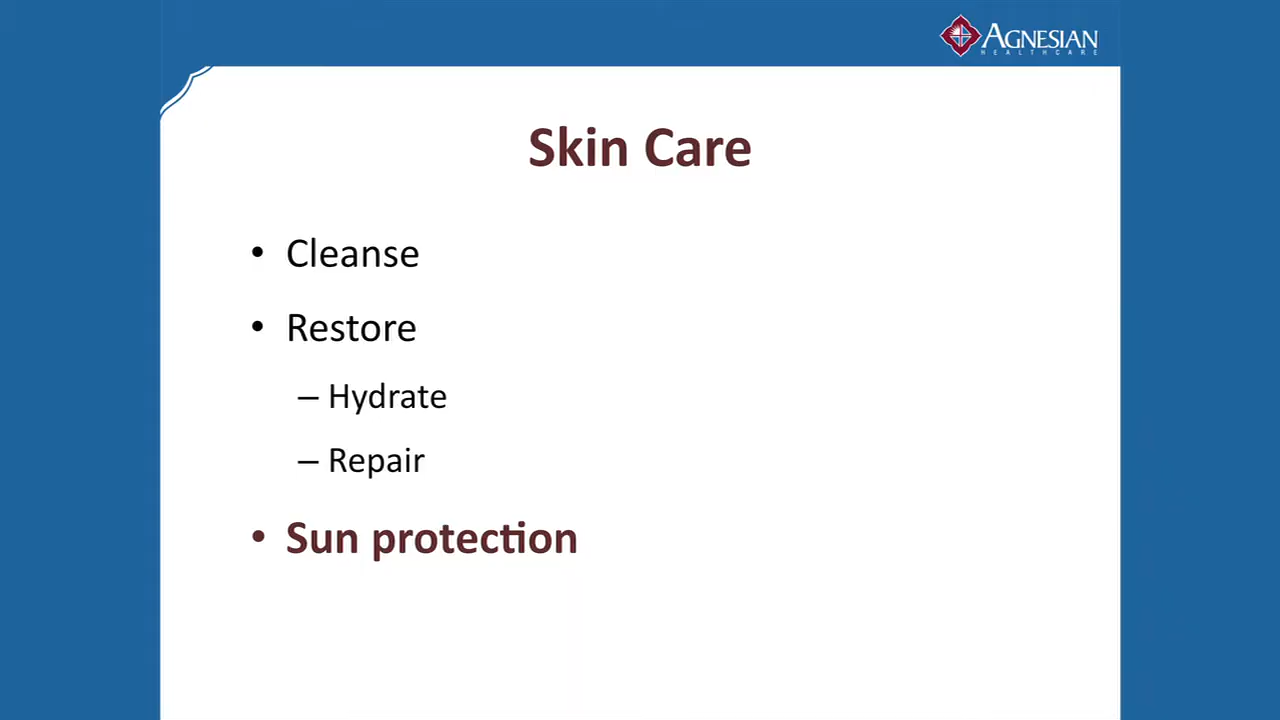 AGNESIAN
HEALTHCARE
Skin Care
• Cleanse
• Restore
– Hydrate
– Repair
• Sun protection